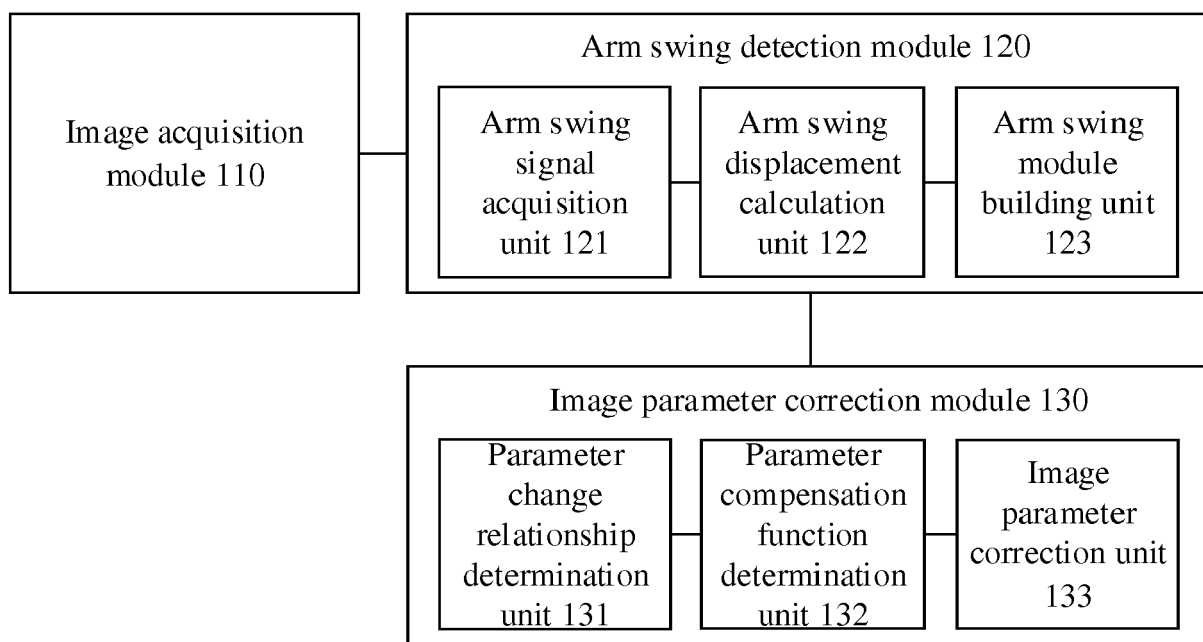 Image acquisition
module 110
Arm swing detection module 120
Arm swing
signal
acquisition
unit 121
Arm swing
displacement
calculation
unit 122
Arm swing
module
building unit
123
Image parameter correction module 130
Parameter
change
relationship
determination
unit 131
Parameter
compensation
function
determination
unit 132
Image
parameter
correction unit
133